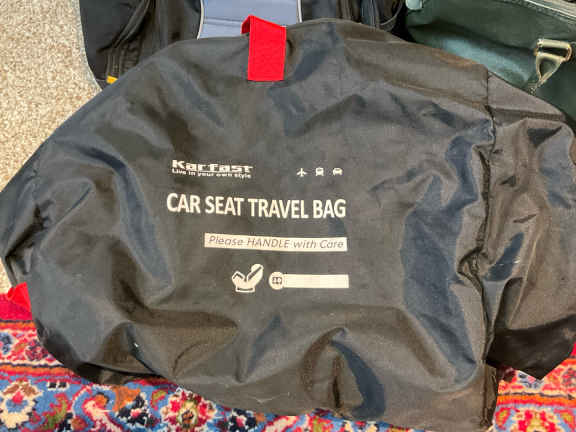 Karfast
Live in your own style
CAR SEAT TRAVEL BAG
Please HANDLE with Care